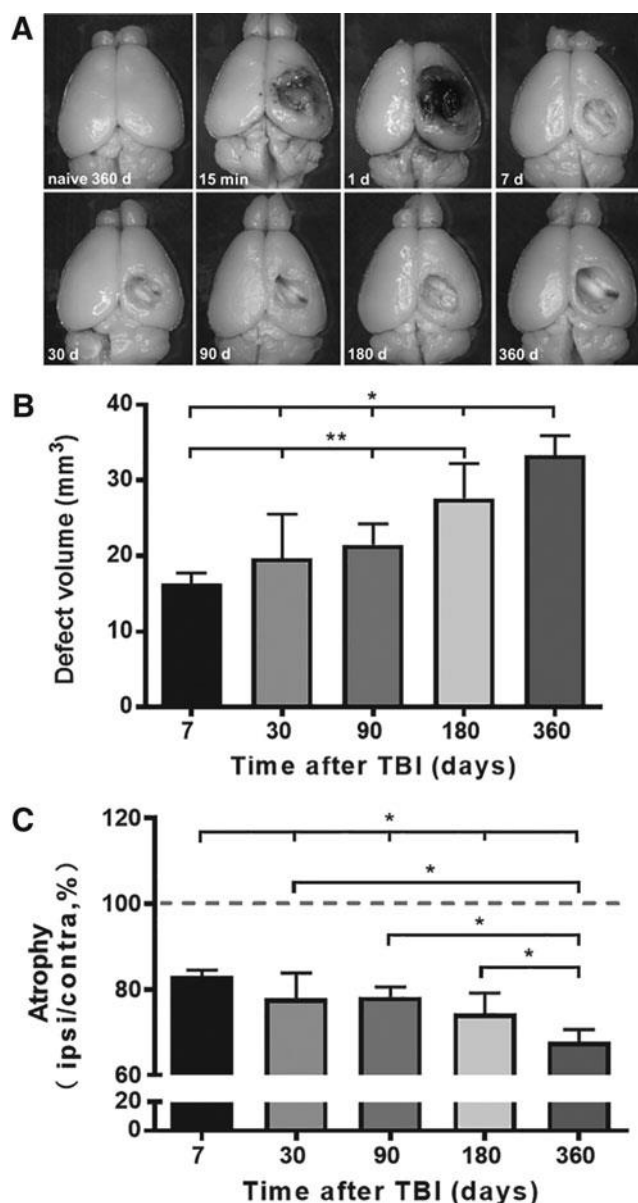 A
naive 360 d
15 min
1 d
7 d
30 d
90 d
180 d
360 d
B
Defect volume (mm³)
40
30
20
10
0
*
**
7 30 90 180 360
Time after TBI (days)
C
Atrophy
(ipsi/contra,%)
120
100
80
60
20
0
*
*
*
*
7 30 90 180 360
Time after TBI (days)